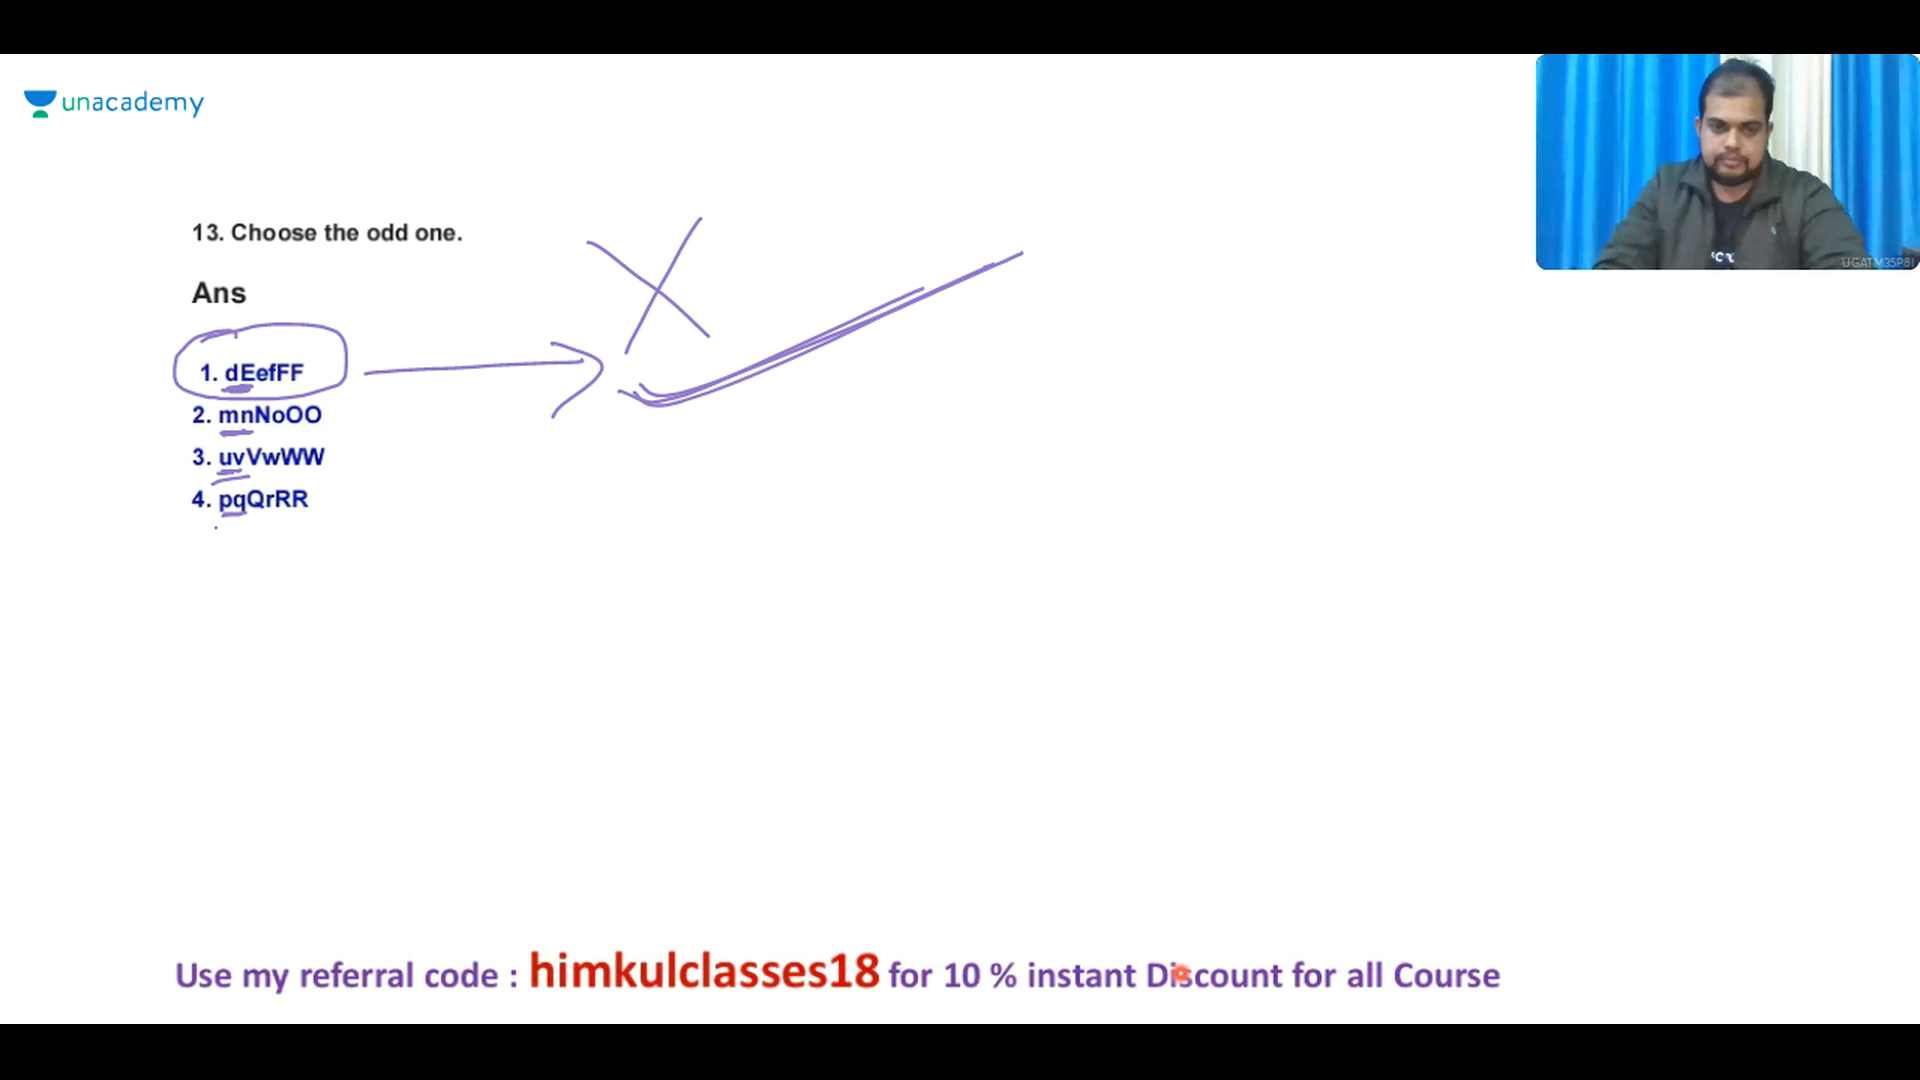 unacademy
13. Choose the odd one.
Ans
1. dEefFF
2. mnNoOO
3. uvVwWW
4. pqQrRR
UGATM35P8I
Use my referral code : himkulclasses18 for 10 % instant Discount for all Course